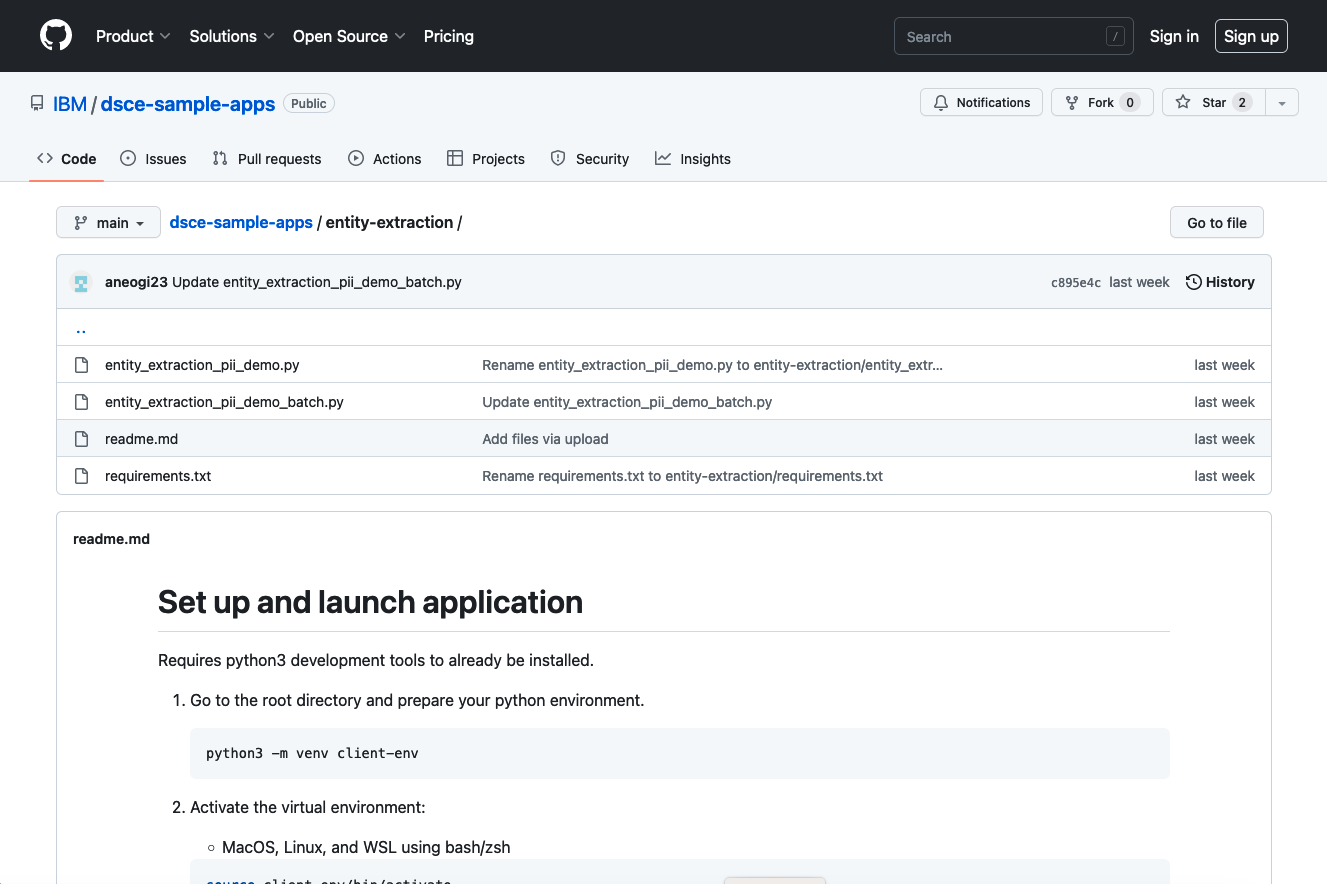 Product Solutions Open Source Pricing Search / Sign in Sign up
IBM / dsce-sample-apps Public Notifications Fork 0 Star 2
Code Issues Pull requests Actions Projects Security Insights
main dsce-sample-apps / entity-extraction / Go to file
aneogi23 Update entity_extraction_pii_demo_batch.py c895e4c last week History
..
entity_extraction_pii_demo.py Rename entity_extraction_pii_demo.py to entity-extraction/entity_extr... last week
entity_extraction_pii_demo_batch.py Update entity_extraction_pii_demo_batch.py last week
readme.md Add files via upload last week
requirements.txt Rename requirements.txt to entity-extraction/requirements.txt last week
readme.md
Set up and launch application
Requires python3 development tools to already be installed.
1. Go to the root directory and prepare your python environment.
python3 -m venv client-env
2. Activate the virtual environment:
◦ MacOS, Linux, and WSL using bash/zsh
source client-env/bin/activate